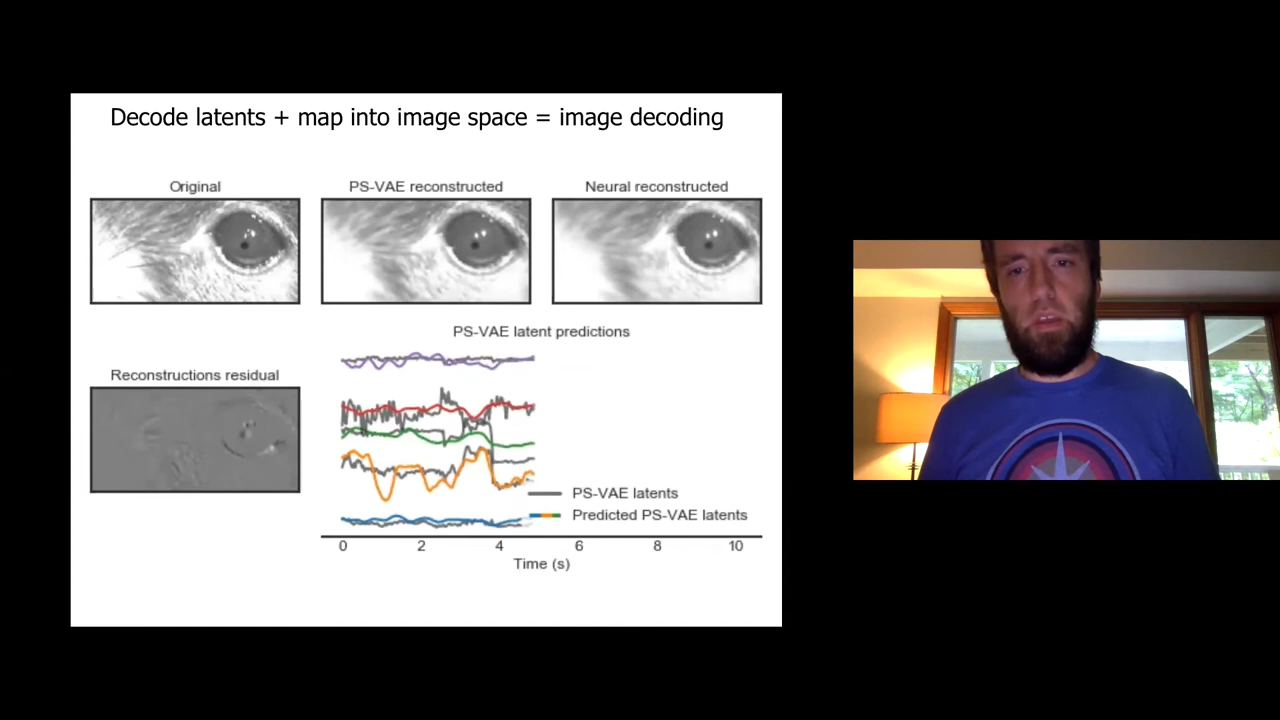 Decode latents + map into image space = image decoding
Original
PS-VAE reconstructed
Neural reconstructed
PS-VAE latent predictions
Reconstructions residual
PS-VAE latents
Predicted PS-VAE latents
0 2 4 6 8 10
Time (s)